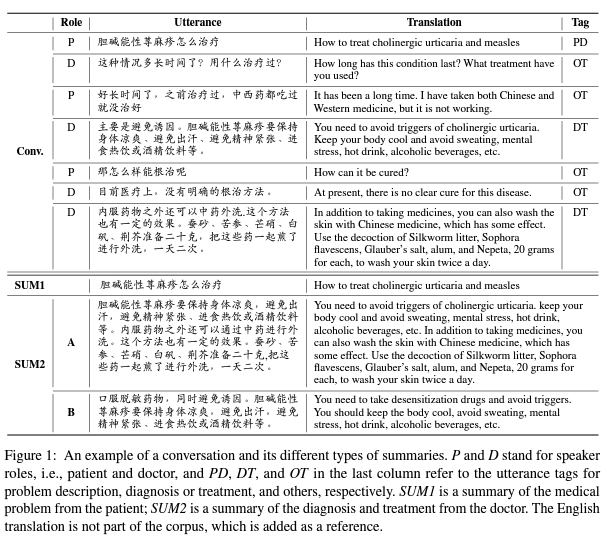 Role Utterance Translation Tag
P 胆碱能性荨麻疹怎么治疗 How to treat cholinergic urticaria and measles PD
D 这种情况多长时间了？用什么治疗过？ How long has this condition last? What treatment have
you used? OT
P 好长时间了，之前治疗过，中西药都吃过
就没治好 It has been a long time. I have taken both Chinese and
Western medicine, but it is not working. OT
Conv.
D 主要是避免诱因。胆碱能性荨麻疹要保持
身体凉爽、避免出汗、避免精神紧张、进
食热饮或酒精饮料等。 You need to avoid triggers of cholinergic urticaria.
Keep your body cool and avoid sweating, mental
stress, hot drink, alcoholic beverages, etc. DT
P 那怎么样能根治呢 How can it be cured? OT
D 目前医疗上，没有明确的根治方法。 At present, there is no clear cure for this disease. OT
D 内服药物之外还可以中药外洗,这个方法
也有一定的效果。蚕砂、苦参、芒硝、白
矾、荆芥准备二十克，把这些药一起煎了
进行外洗，一天二次。 In addition to taking medicines, you can also wash the
skin with Chinese medicine, which has some effect.
Use the decoction of Silkworm litter, Sophora
flavescens, Glauber's salt, alum, and Nepeta, 20 grams
for each, to wash your skin twice a day. DT
SUM1 胆碱能性荨麻疹怎么治疗 How to treat cholinergic urticaria and measles
SUM2
A 胆碱能性荨麻疹要保持身体凉爽，避免出
汗，避免精神紧张、进食热饮或酒精饮料
等。内服药物之外还可以通过中药进行外
洗。这个方法也有一定的效果。蚕砂、苦
参、芒硝、白矾、荆芥准备二十克,把这
些药一起煎了进行外洗，一天二次。 You need to avoid triggers of cholinergic urticaria. keep your
body cool and avoid sweating, mental stress, hot drink,
alcoholic beverages, etc. In addition to taking medicines, you
can also wash the skin with Chinese medicine, which has
some effect. Use the decoction of Silkworm litter, Sophora
flavescens, Glauber's salt, alum, and Nepeta, 20 grams for
each, to wash your skin twice a day.
B 口服脱敏药物，同时避免诱因。胆碱能性
荨麻疹要保持身体凉爽，避免出汗，避免
精神紧张、进食热饮或酒精饮料等。 You need to take desensitization drugs and avoid triggers.
You should keep the body cool, avoid sweating, mental
stress, hot drink, alcoholic beverages, etc.
Figure 1: An example of a conversation and its different types of summaries. P and D stand for speaker
roles, i.e., patient and doctor, and PD, DT, and OT in the last column refer to the utterance tags for
problem description, diagnosis or treatment, and others, respectively. SUM1 is a summary of the medical
problem from the patient; SUM2 is a summary of the diagnosis and treatment from the doctor. The English
translation is not part of the corpus, which is added as a reference.